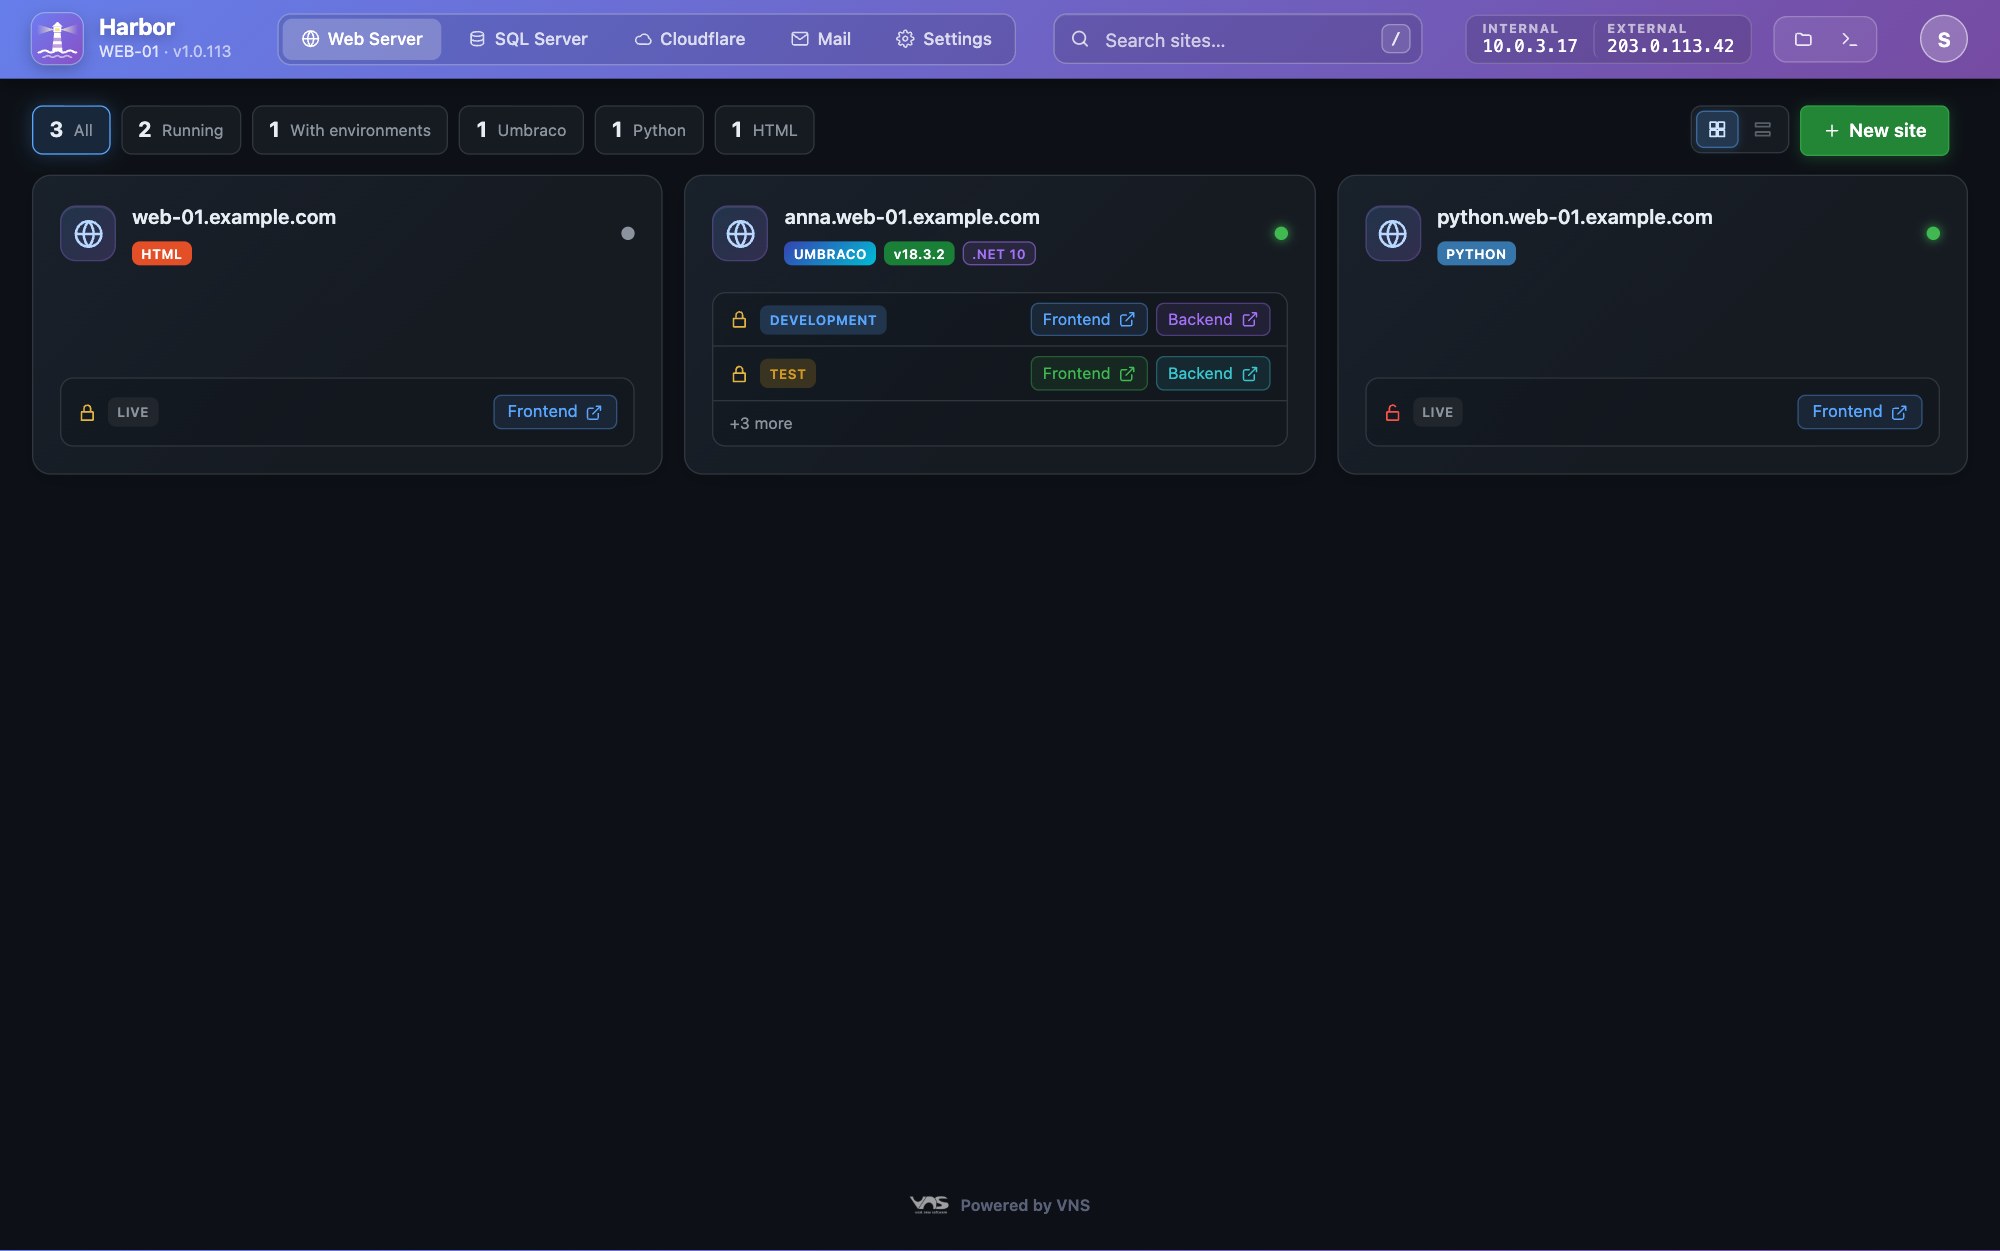 Harbor
WEB-01 · v1.0.113
Web Server
SQL Server
Cloudflare
Mail
Settings
Search sites...
/
INTERNAL
10.0.3.17
EXTERNAL
203.0.113.42
S
3 All
2 Running
1 With environments
1 Umbraco
1 Python
1 HTML
+ New site
web-01.example.com
HTML
LIVE
Frontend
anna.web-01.example.com
UMBRACO v18.3.2 .NET 10
DEVELOPMENT
Frontend
Backend
TEST
Frontend
Backend
+3 more
python.web-01.example.com
PYTHON
LIVE
Frontend
VNS
Powered by VNS